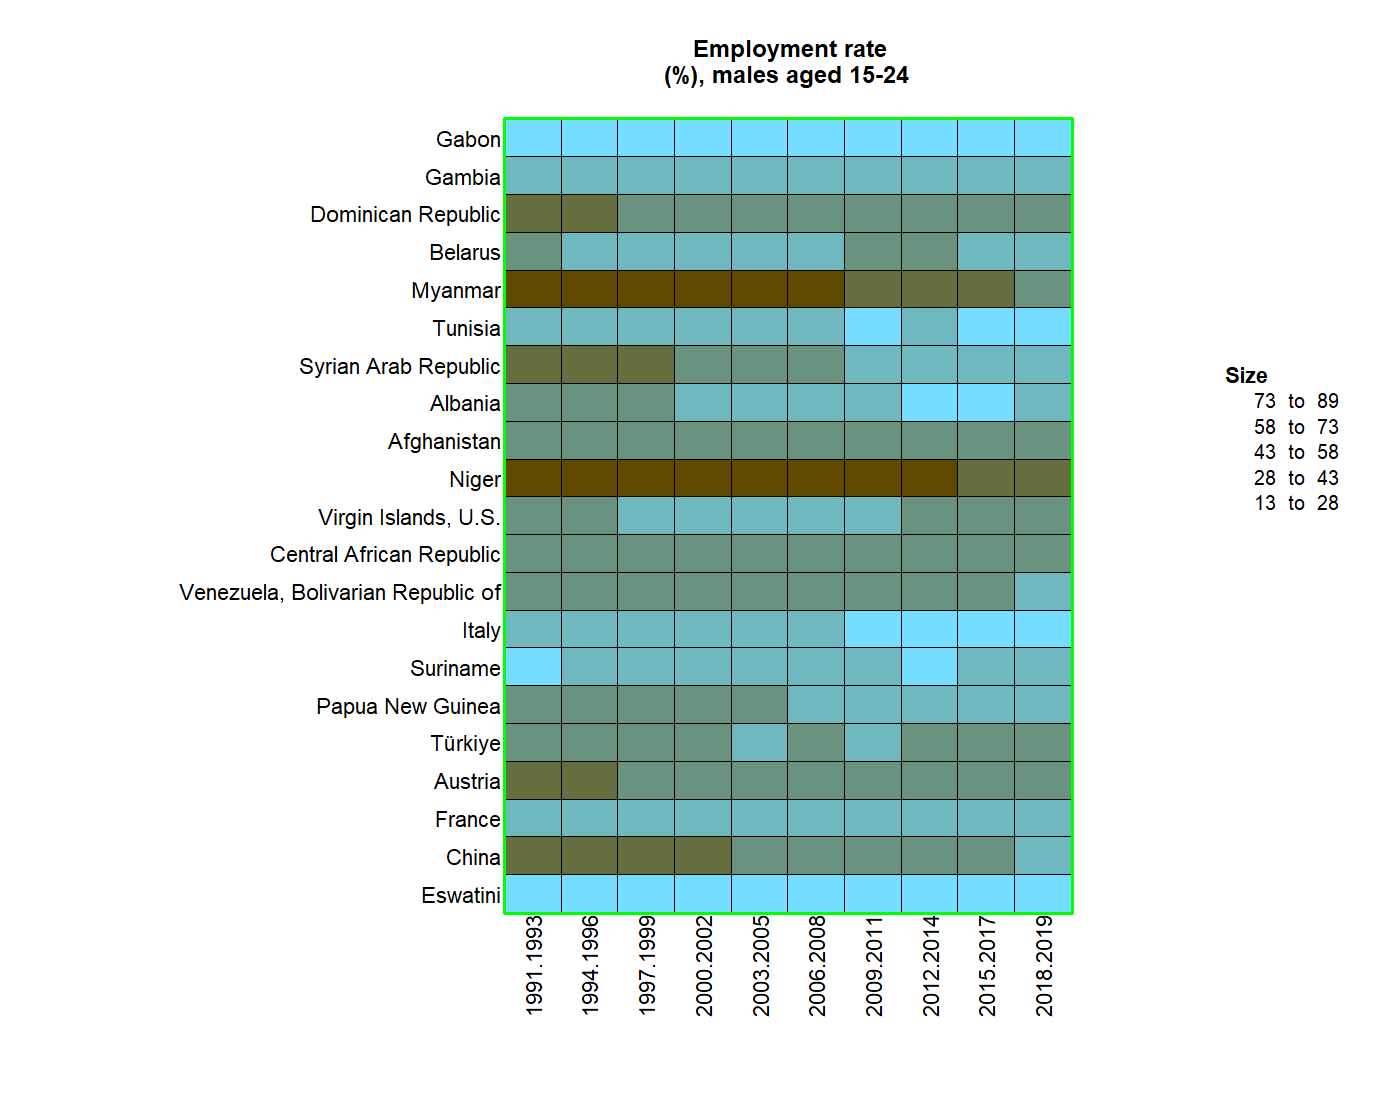 Employment rate
(%), males aged 15-24
Gabon
Gambia
Dominican Republic
Belarus
Myanmar
Tunisia
Syrian Arab Republic
Albania
Afghanistan
Niger
Virgin Islands, U.S.
Central African Republic
Venezuela, Bolivarian Republic of
Italy
Suriname
Papua New Guinea
Türkiye
Austria
France
China
Eswatini
1991.1993
1994.1996
1997.1999
2000.2002
2003.2005
2006.2008
2009.2011
2012.2014
2015.2017
2018.2019
Size
73 to 89
58 to 73
43 to 58
28 to 43
13 to 28